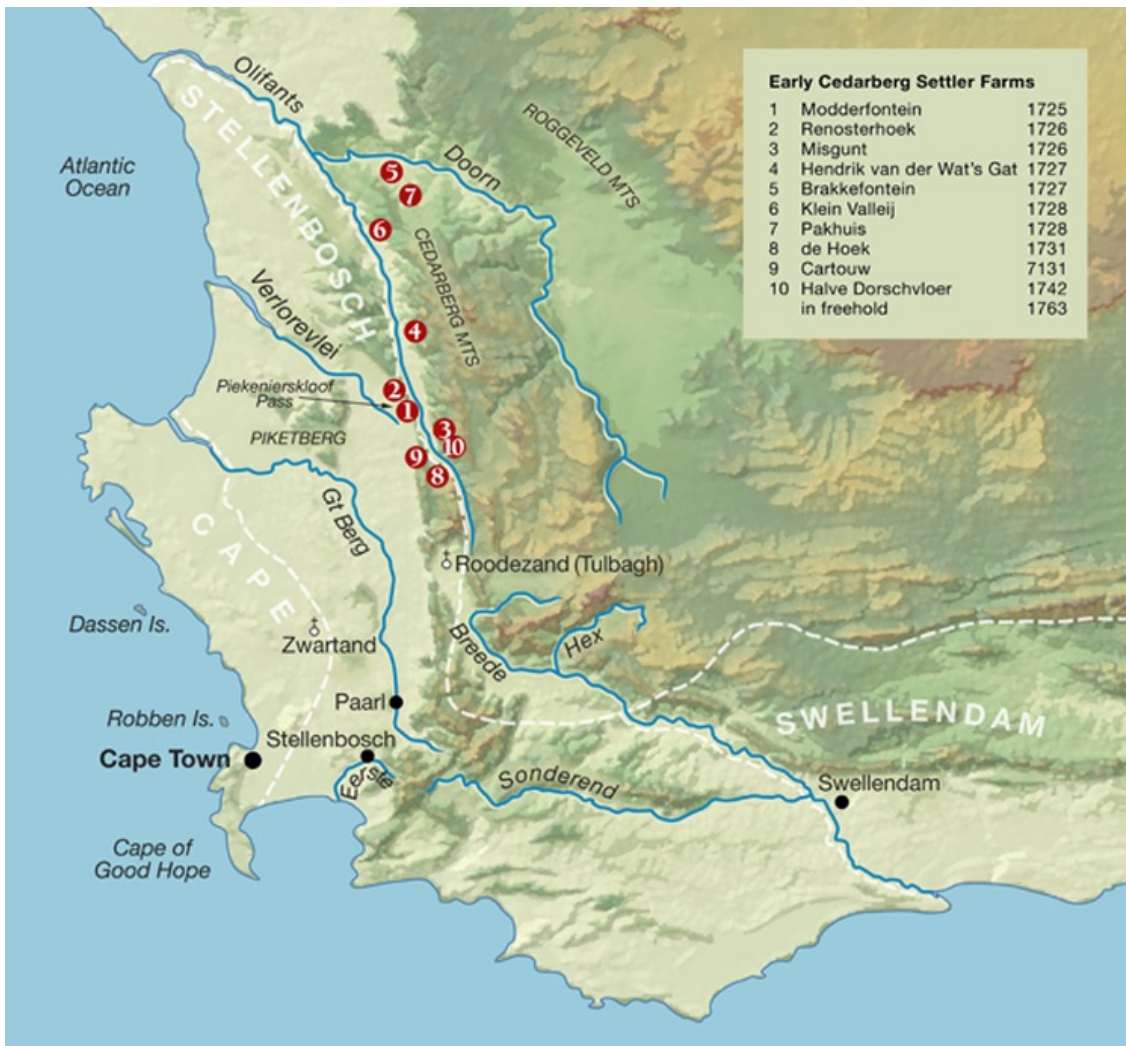 Early Cedarberg Settler Farms
1 Modderfontein 1725
2 Renosterhoek 1726
3 Misgunt 1726
4 Hendrik van der Wat's Gat 1727
5 Brakkefontein 1727
6 Klein Valleij 1728
7 Pakhuis 1728
8 de Hoek 1731
9 Cartouw 7131
10 Halve Dorschvloer 1742
in freehold 1763
Olifants
STELLENBOSCH
ROGGEVELD MTS
Doorn
Atlantic
Ocean
5
7
6
CEDARBERG MTS
Verlorevlei
4
Piekenierskloof
Pass
2
1
PIKETBERG
3
10
9
8
Gt Berg
CAPE
Roodezand (Tulbagh)
Dassen Is.
Zwartand
Breede
Hex
Paarl
Robben Is.
SWELLENDAM
Stellenbosch
Cape Town
Eerste
Sonderend
Swellendam
Cape of
Good Hope